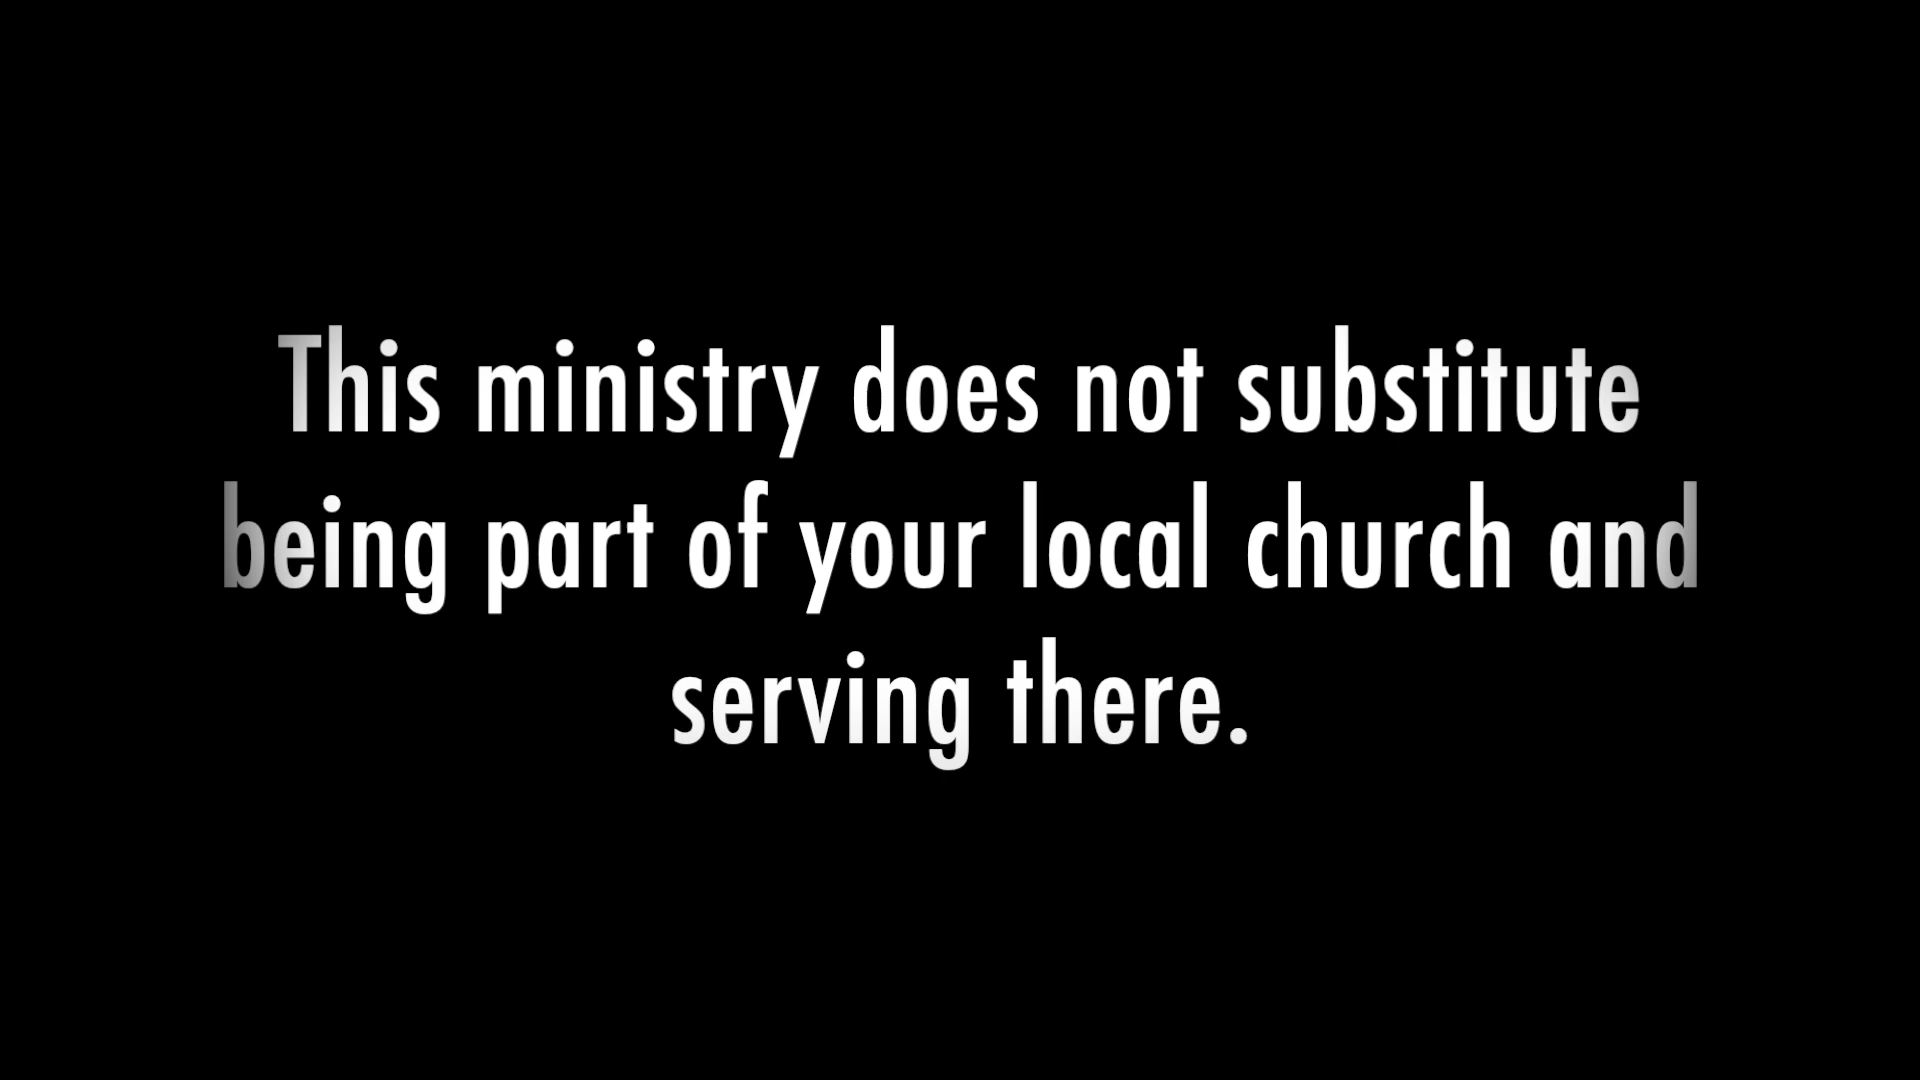 This ministry does not substitute
being part of your local church and
serving there.